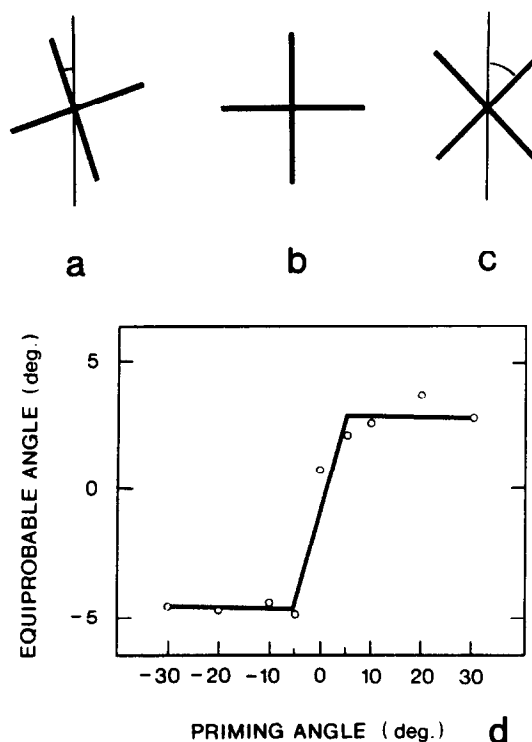 a b c
EQUIPROBABLE ANGLE (deg.)
5
0
-5
-30 -20 -10 0 10 20 30
PRIMING ANGLE (deg.) d